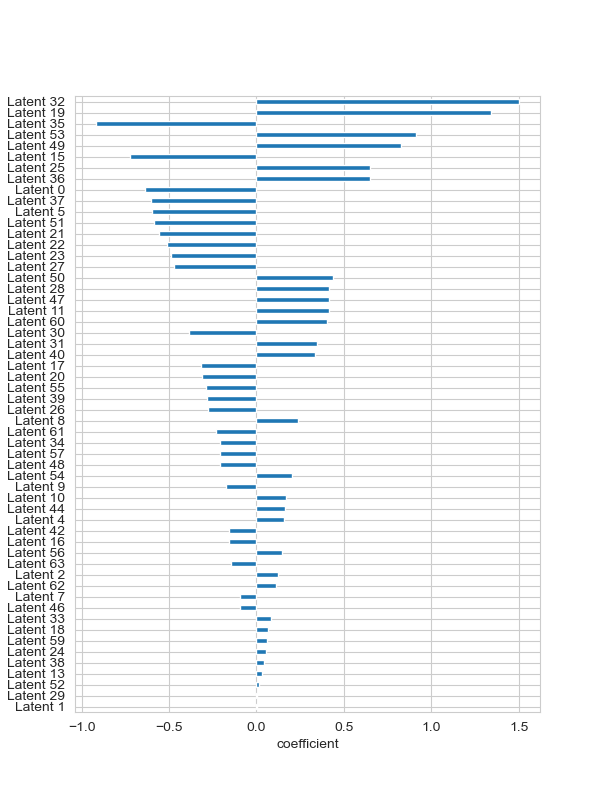 Latent 32
Latent 19
Latent 35
Latent 53
Latent 49
Latent 15
Latent 25
Latent 36
Latent 0
Latent 37
Latent 5
Latent 51
Latent 21
Latent 22
Latent 23
Latent 27
Latent 50
Latent 28
Latent 47
Latent 11
Latent 60
Latent 30
Latent 31
Latent 40
Latent 17
Latent 20
Latent 55
Latent 39
Latent 26
Latent 8
Latent 61
Latent 34
Latent 57
Latent 48
Latent 54
Latent 9
Latent 10
Latent 44
Latent 4
Latent 42
Latent 16
Latent 56
Latent 63
Latent 2
Latent 62
Latent 7
Latent 46
Latent 33
Latent 18
Latent 59
Latent 24
Latent 38
Latent 13
Latent 52
Latent 29
Latent 1
−1.0 −0.5 0.0 0.5 1.0 1.5
coefficient